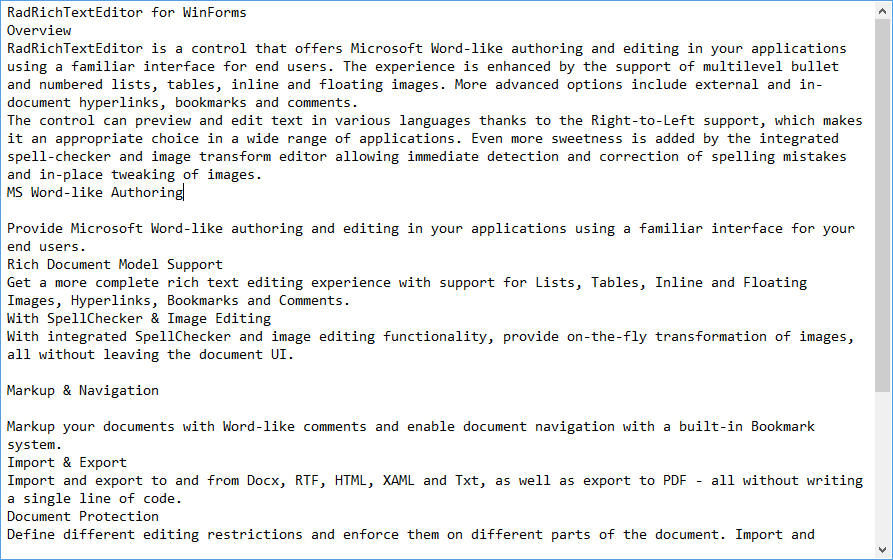 RadRichTextEditor for WinForms
Overview
RadRichTextEditor is a control that offers Microsoft Word-like authoring and editing in your applications
using a familiar interface for end users. The experience is enhanced by the support of multilevel bullet
and numbered lists, tables, inline and floating images. More advanced options include external and in-
document hyperlinks, bookmarks and comments.
The control can preview and edit text in various languages thanks to the Right-to-Left support, which makes
it an appropriate choice in a wide range of applications. Even more sweetness is added by the integrated
spell-checker and image transform editor allowing immediate detection and correction of spelling mistakes
and in-place tweaking of images.
MS Word-like Authoring
Provide Microsoft Word-like authoring and editing in your applications using a familiar interface for your
end users.
Rich Document Model Support
Get a more complete rich text editing experience with support for Lists, Tables, Inline and Floating
Images, Hyperlinks, Bookmarks and Comments.
With SpellChecker & Image Editing
With integrated SpellChecker and image editing functionality, provide on-the-fly transformation of images,
all without leaving the document UI.
Markup & Navigation
Markup your documents with Word-like comments and enable document navigation with a built-in Bookmark
system.
Import & Export
Import and export to and from Docx, RTF, HTML, XAML and Txt, as well as export to PDF - all without writing
a single line of code.
Document Protection
Define different editing restrictions and enforce them on different parts of the document. Import and